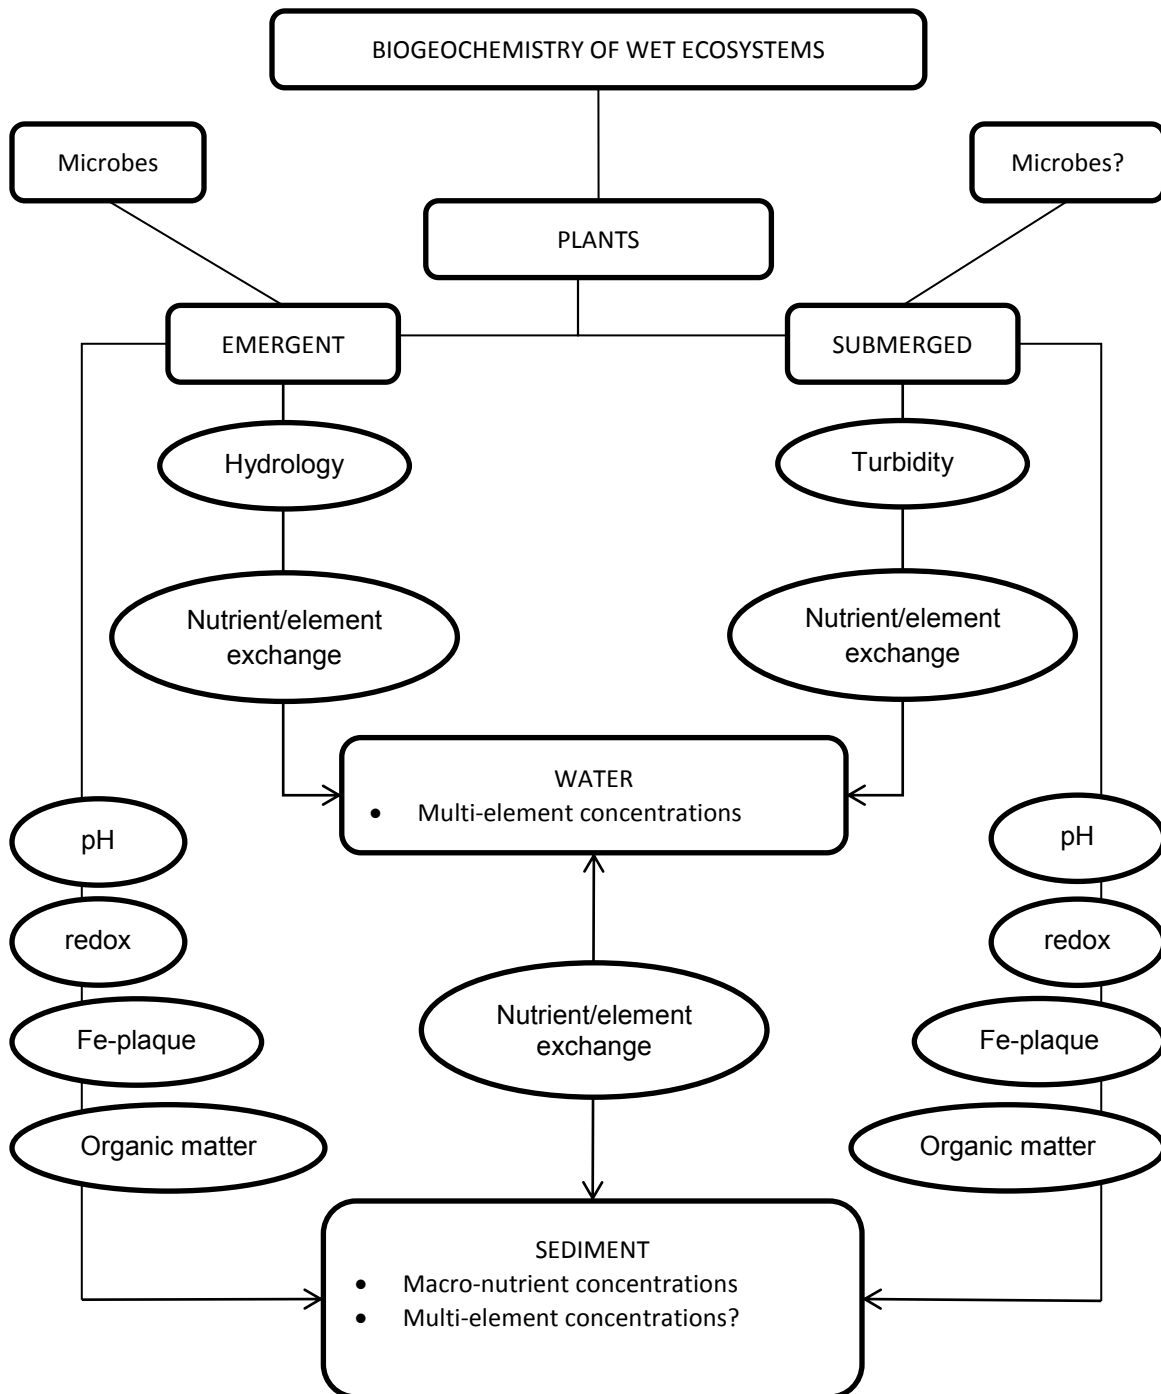 BIOGEOCHEMISTRY OF WET ECOSYSTEMS
Microbes
Microbes?
PLANTS
EMERGENT
SUBMERGED
Hydrology
Turbidity
Nutrient/element
exchange
Nutrient/element
exchange
WATER
• Multi-element concentrations
pH
pH
redox
redox
Nutrient/element
exchange
Fe-plaque
Fe-plaque
Organic matter
Organic matter
SEDIMENT
• Macro-nutrient concentrations
• Multi-element concentrations?